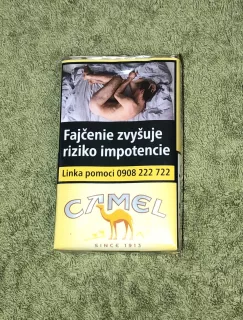 Fajčenie zvyšuje
riziko impotencie
Linka pomoci 0908 222 722
CAMEL
SINCE 1913